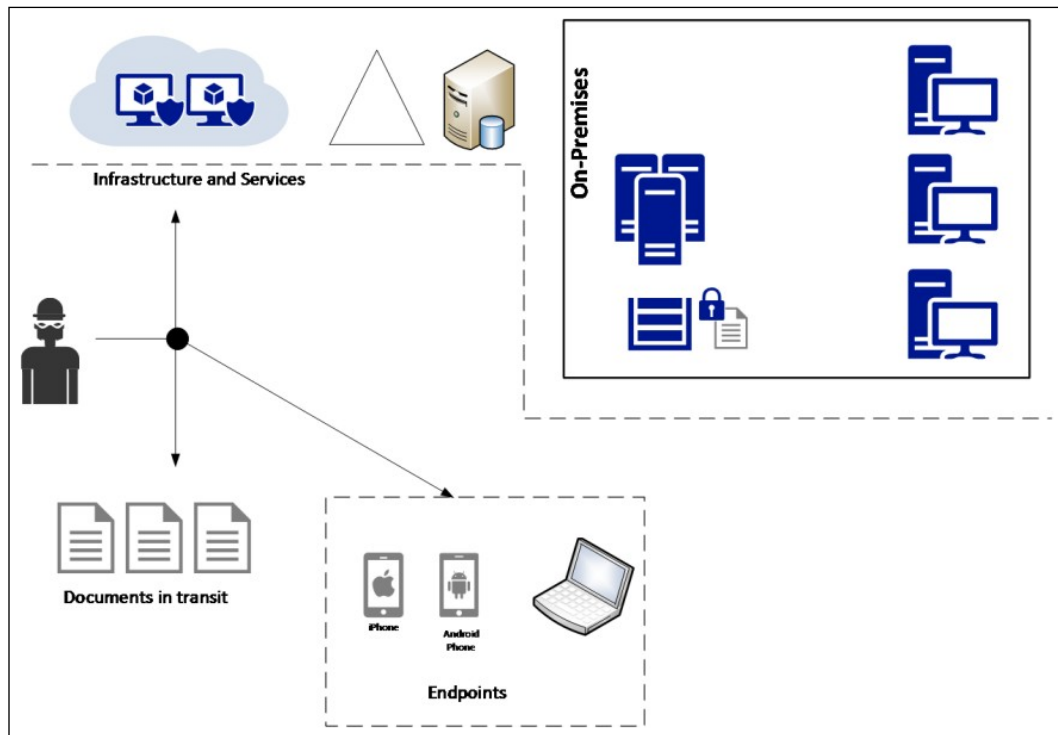 On-Premises
Infrastructure and Services
Documents in transit
iPhone
Android
Phone
Endpoints